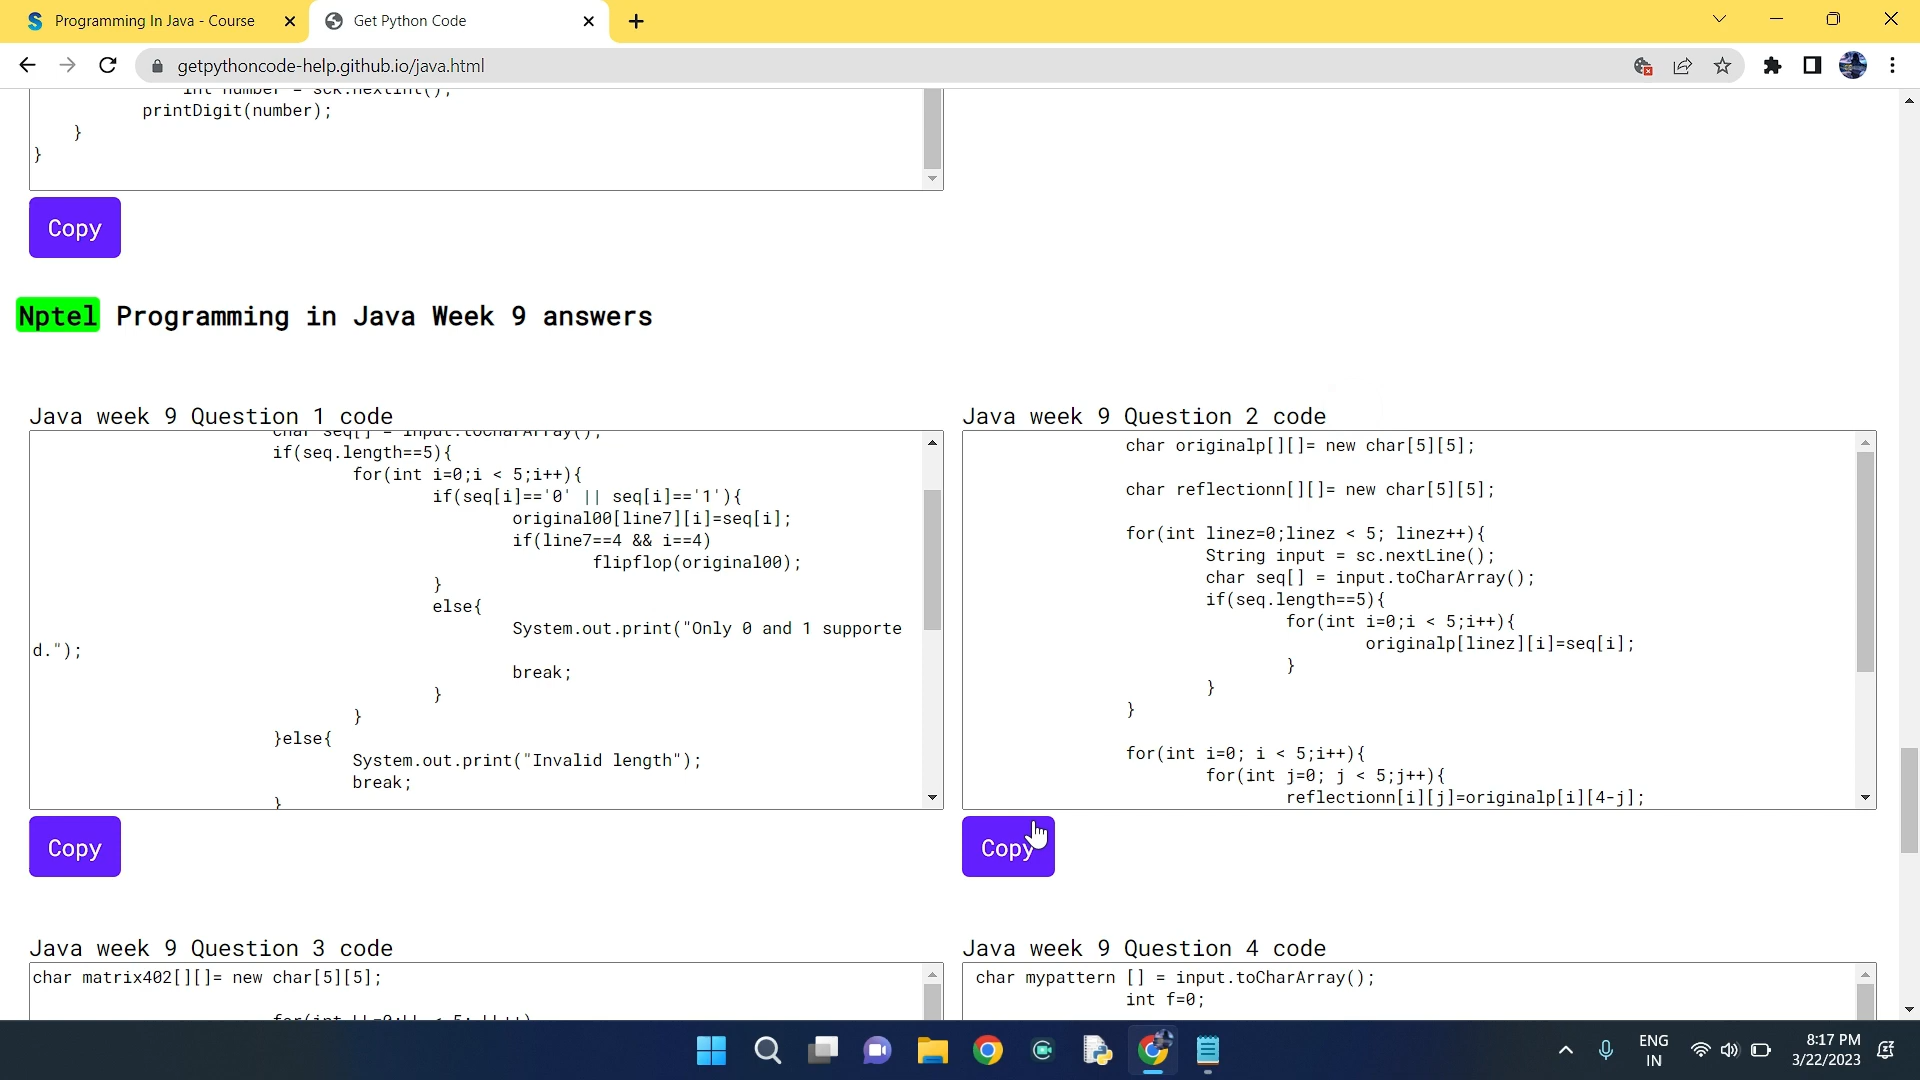 Programming In Java - Course
Get Python Code
getpythoncode-help.github.io/java.html
int number = sck.nextInt();
printDigit(number);
}
}
Copy
Nptel Programming in Java Week 9 answers
Java week 9 Question 1 code
char seq[] = input.toCharArray();
if(seq.length==5){
for(int i=0;i < 5;i++){
if(seq[i]=='0' || seq[i]=='1'){
original00[line7][i]=seq[i];
if(line7==4 && i==4)
flipflop(original00);
}
else{
System.out.print("Only 0 and 1 supporte
d.");
break;
}
}
}else{
System.out.print("Invalid length");
break;
}
Copy
Java week 9 Question 2 code
char originalp[][]= new char[5][5];
char reflectionn[][]= new char[5][5];
for(int linez=0;linez < 5; linez++){
String input = sc.nextLine();
char seq[] = input.toCharArray();
if(seq.length==5){
for(int i=0;i < 5;i++){
originalp[linez][i]=seq[i];
}
}
}
for(int i=0; i < 5;i++){
for(int j=0; j < 5;j++){
reflectionn[i][j]=originalp[i][4-j];
Copy
Java week 9 Question 3 code
char matrix402[][]= new char[5][5];
Java week 9 Question 4 code
char mypattern [] = input.toCharArray();
int f=0;
ENG
IN
8:17 PM
3/22/2023